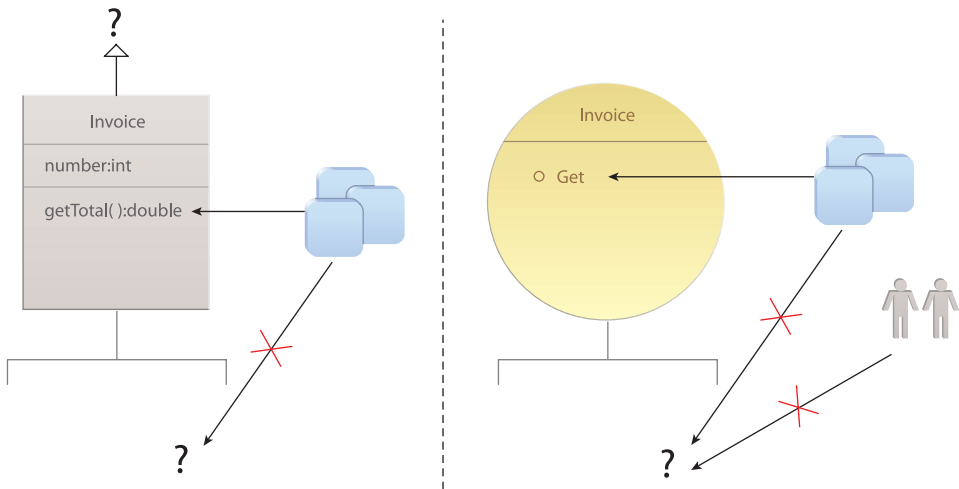 ?
Invoice
number:int
getTotal( ):double
?
Invoice
Get
?